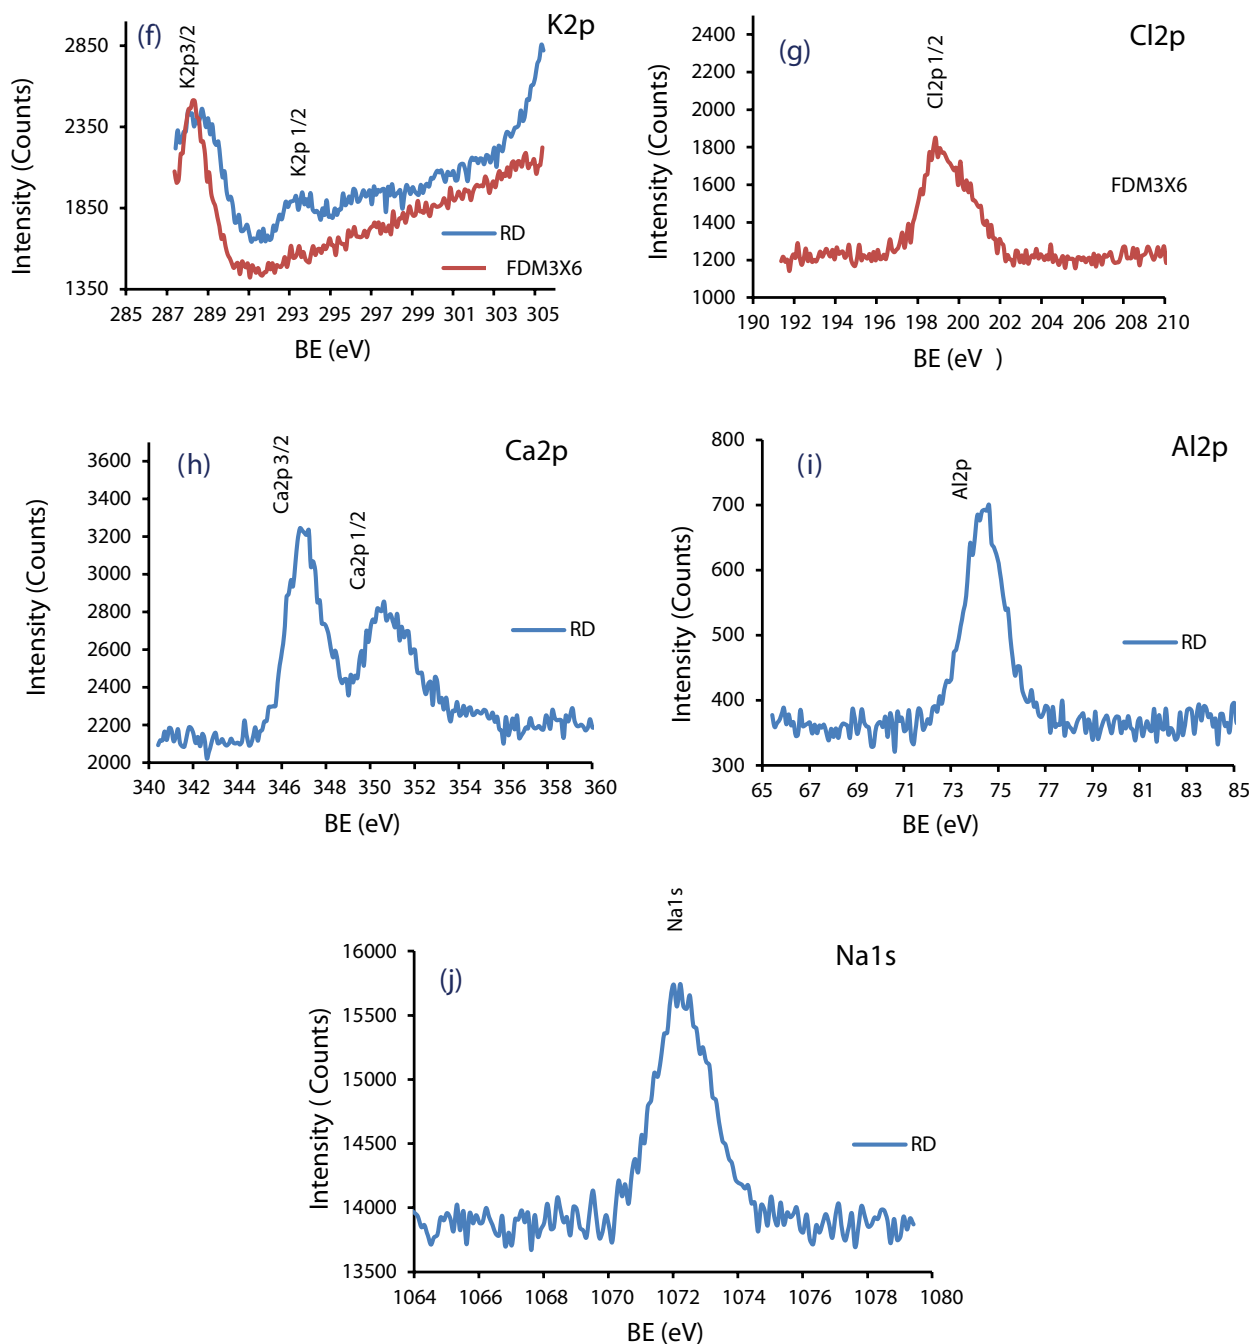 (f)
K2p
K2p3/2
K2p 1/2
Intensity (Counts)
2850
2350
1850
1350
RD
FDM3X6
285 287 289 291 293 295 297 299 301 303 305
BE (eV)
(g)
Cl2p
Cl2p 1/2
Intensity (Counts)
2400
2200
2000
1800
1600
1400
1200
1000
FDM3X6
190 192 194 196 198 200 202 204 206 208 210
BE (eV )
(h)
Ca2p
Ca2p 3/2
Ca2p 1/2
Intensity (Counts)
3600
3400
3200
3000
2800
2600
2400
2200
2000
RD
340 342 344 346 348 350 352 354 356 358 360
BE (eV)
(i)
Al2p
Al2p
Intensity (Counts)
800
700
600
500
400
300
RD
65 67 69 71 73 75 77 79 81 83 85
BE (eV)
Na1s
(j)
Na1s
Intensity ( Counts)
16000
15500
15000
14500
14000
13500
RD
1064 1066 1068 1070 1072 1074 1076 1078 1080
BE (eV)